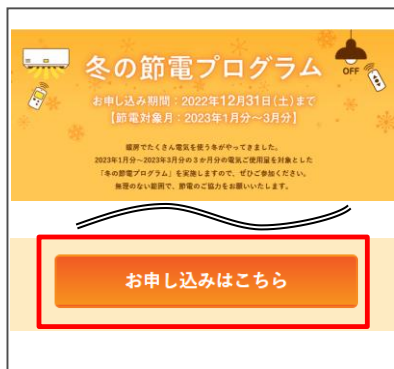 冬の節電プログラム
OFF
お申し込み期間：2022年12月31日(土)まで
【節電対象月：2023年1月分～3月分】
暖房でたくさん電気を使う冬がやってきました。
2023年1月分～2023年3月分の3か月分の電気ご使用量を対象とした
「冬の節電プログラム」を実施しますので、ぜひご参加ください。
無理のない範囲で、節電のご協力をお願いいたします。
お申し込みはこちら